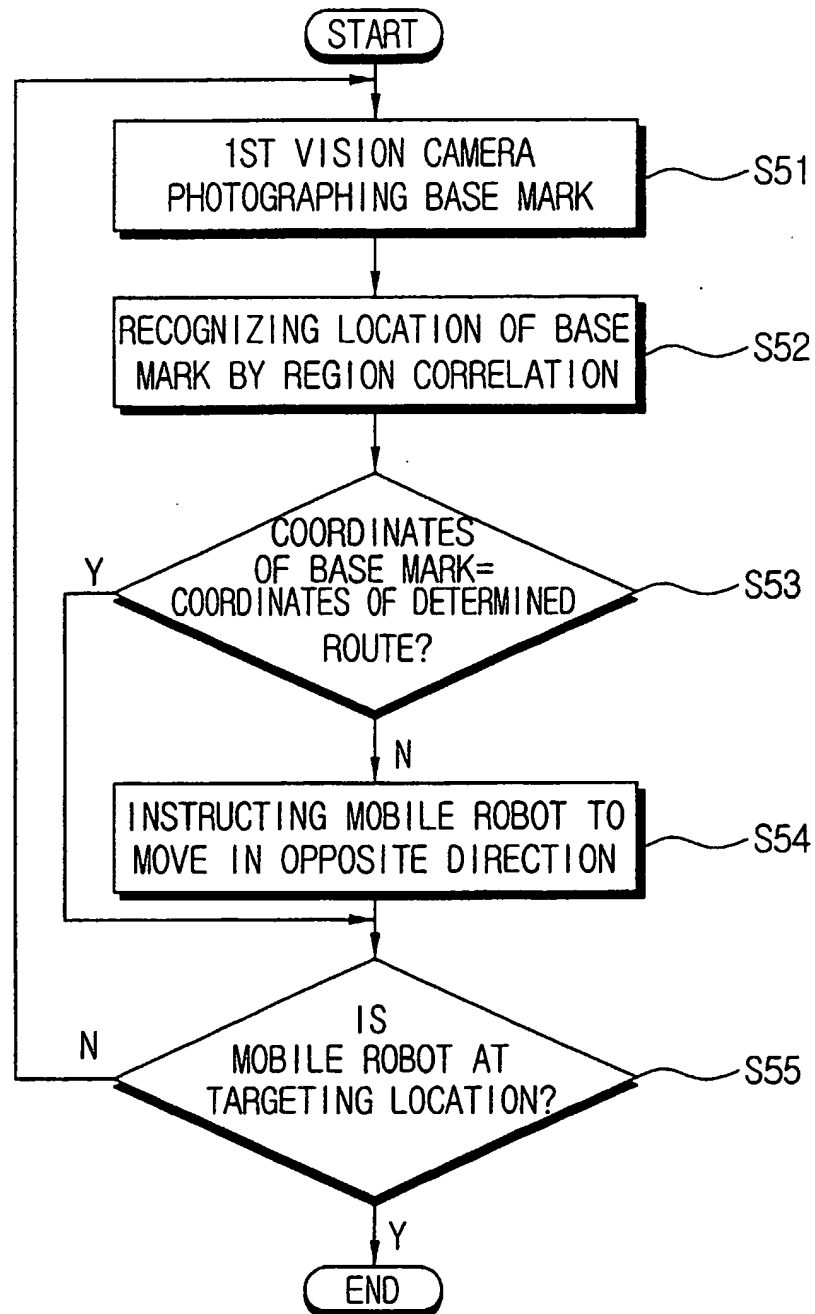 START
1ST VISION CAMERA
PHOTOGRAPHING BASE MARK
S51
RECOGNIZING LOCATION OF BASE
MARK BY REGION CORRELATION
S52
COORDINATES
OF BASE MARK=
COORDINATES OF DETERMINED
ROUTE?
Y
S53
N
INSTRUCTING MOBILE ROBOT TO
MOVE IN OPPOSITE DIRECTION
S54
IS
MOBILE ROBOT AT
TARGETING LOCATION?
N
S55
Y
END